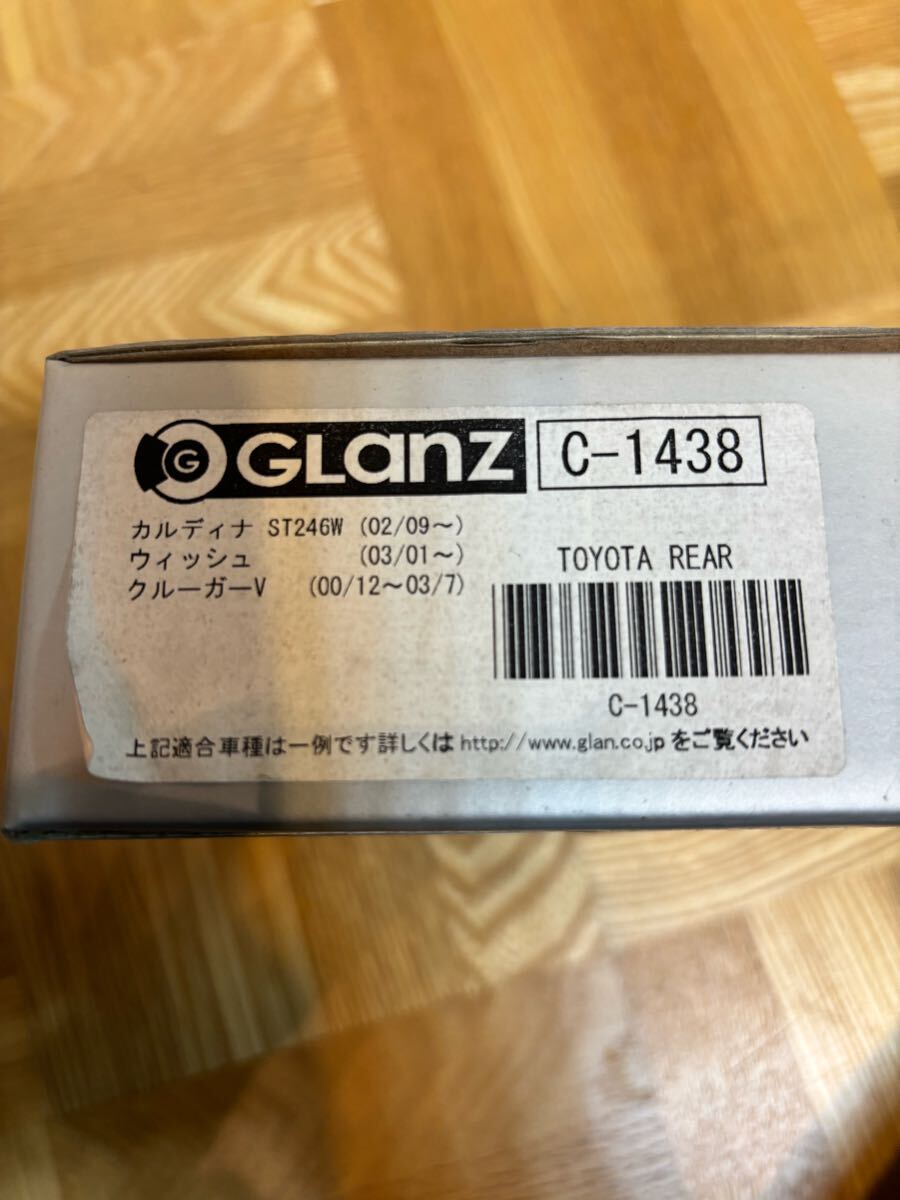 G GLanz C-1438
カルディナ ST246W (02/09～)
ウィッシュ (03/01～) TOYOTA REAR
クルーガーV (00/12～03/7)
C-1438
上記適合車種は一例です詳しくは http://www.glan.co.jp をご覧ください